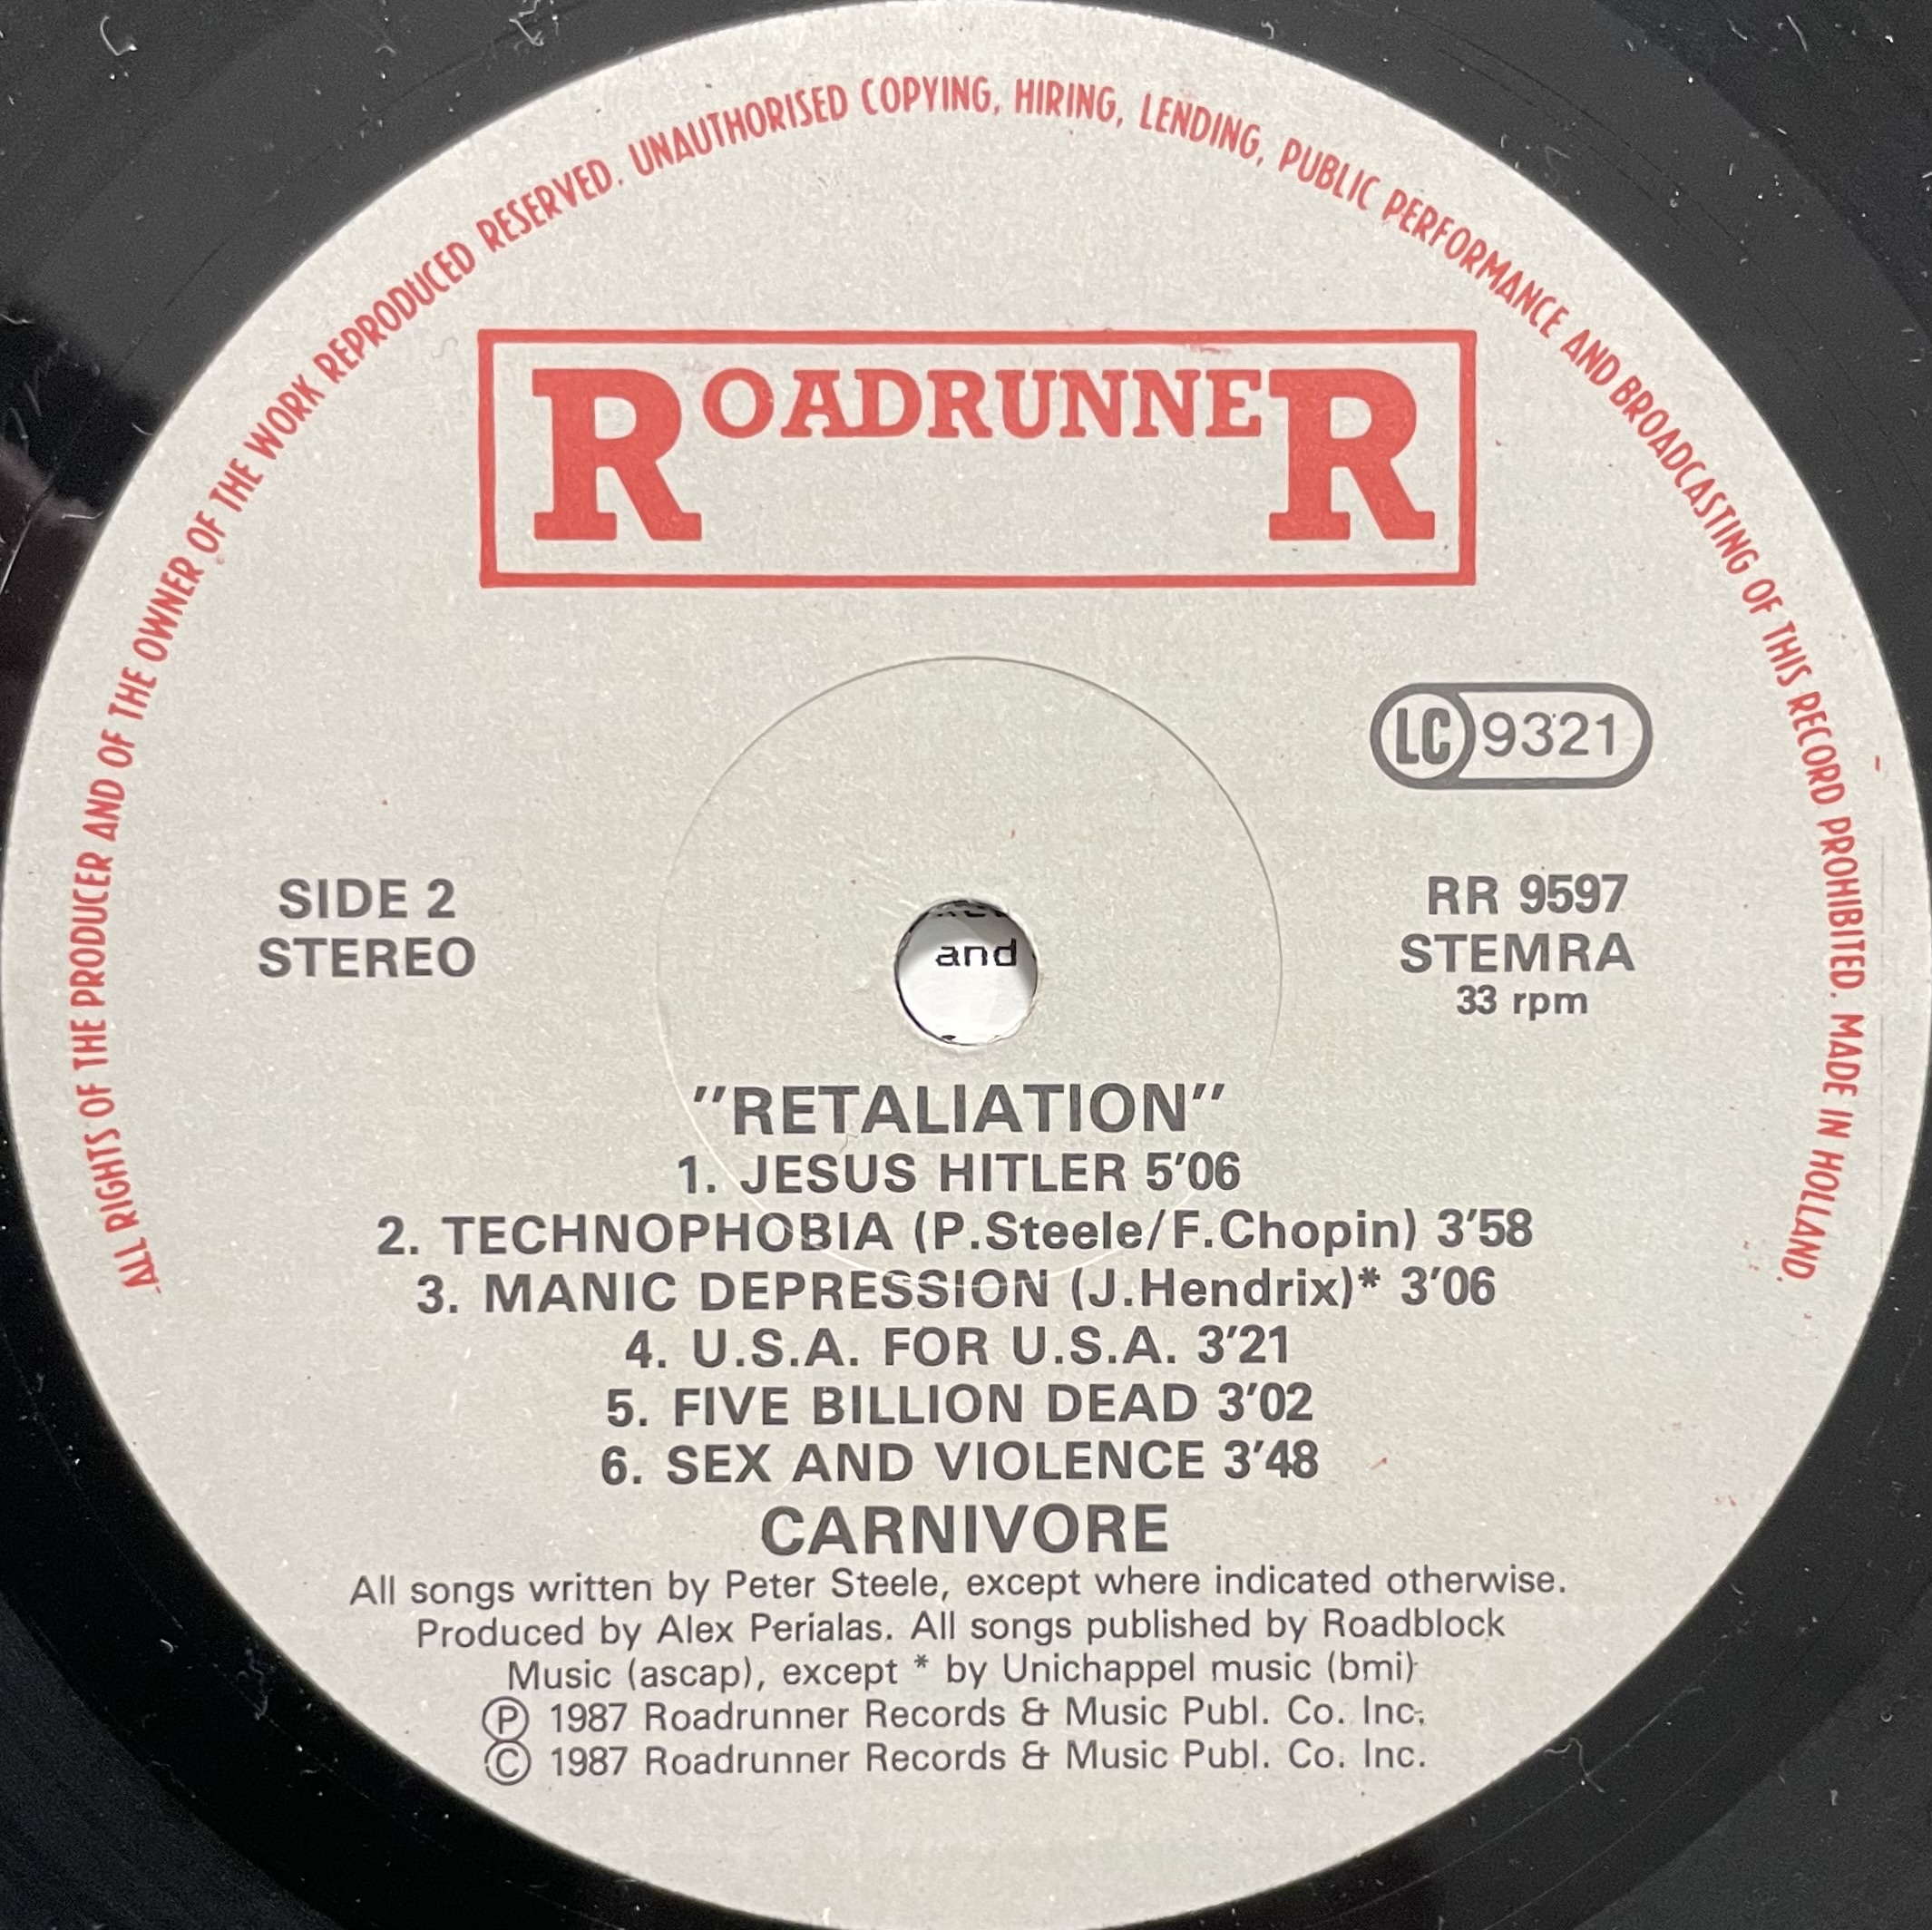 ALL RIGHTS OF THE PRODUCER AND OF THE OWNER OF THE WORK REPRODUCED RESERVED. UNAUTHORISED COPYING, HIRING, LENDING, PUBLIC PERFORMANCE AND BROADCASTING OF THIS RECORD PROHIBITED. MADE IN HOLLAND.
ROADRUNNER
LC 9321
SIDE 2
STEREO
RR 9597
STEMRA
33 rpm
and
"RETALIATION"
1. JESUS HITLER 5'06
2. TECHNOPHOBIA (P.Steele/F.Chopin) 3'58
3. MANIC DEPRESSION (J.Hendrix)* 3'06
4. U.S.A. FOR U.S.A. 3'21
5. FIVE BILLION DEAD 3'02
6. SEX AND VIOLENCE 3'48
CARNIVORE
All songs written by Peter Steele, except where indicated otherwise.
Produced by Alex Perialas. All songs published by Roadblock
Music (ascap), except * by Unichappel music (bmi)
Ⓟ 1987 Roadrunner Records & Music Publ. Co. Inc.
© 1987 Roadrunner Records & Music Publ. Co. Inc.